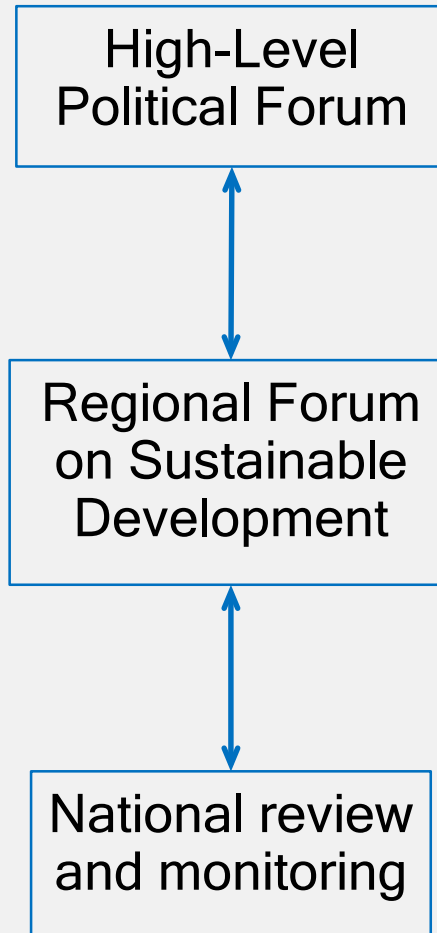 High-Level
Political Forum
Regional Forum
on Sustainable
Development
National review
and monitoring